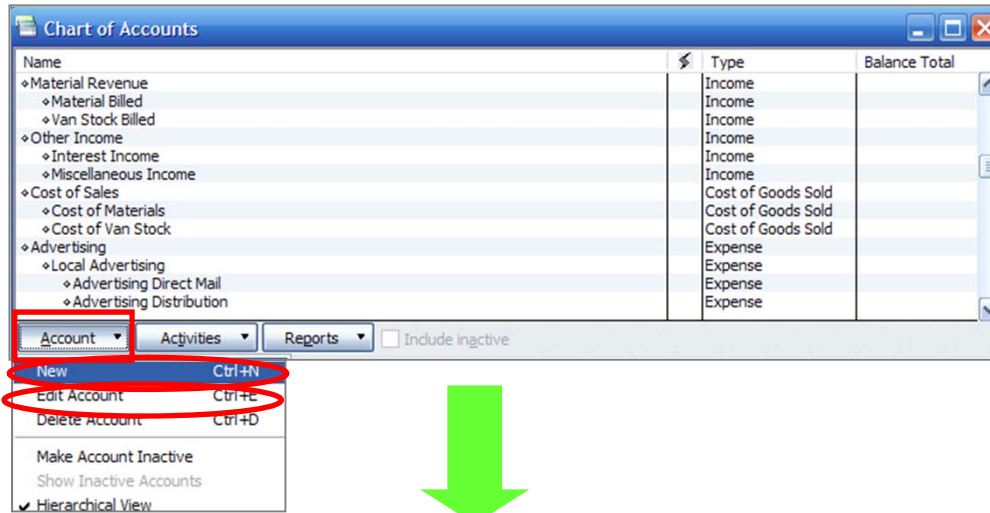 Chart of Accounts
Name Type Balance Total
Material Revenue Income
Material Billed Income
Van Stock Billed Income
Other Income Income
Interest Income Income
Miscellaneous Income Income
Cost of Sales Cost of Goods Sold
Cost of Materials Cost of Goods Sold
Cost of Van Stock Cost of Goods Sold
Advertising Expense
Local Advertising Expense
Advertising Direct Mail Expense
Advertising Distribution Expense
Account Activities Reports Include inactive
New Ctrl+N
Edit Account Ctrl+E
Delete Account Ctrl+D
Make Account Inactive
Show Inactive Accounts
Hierarchical View